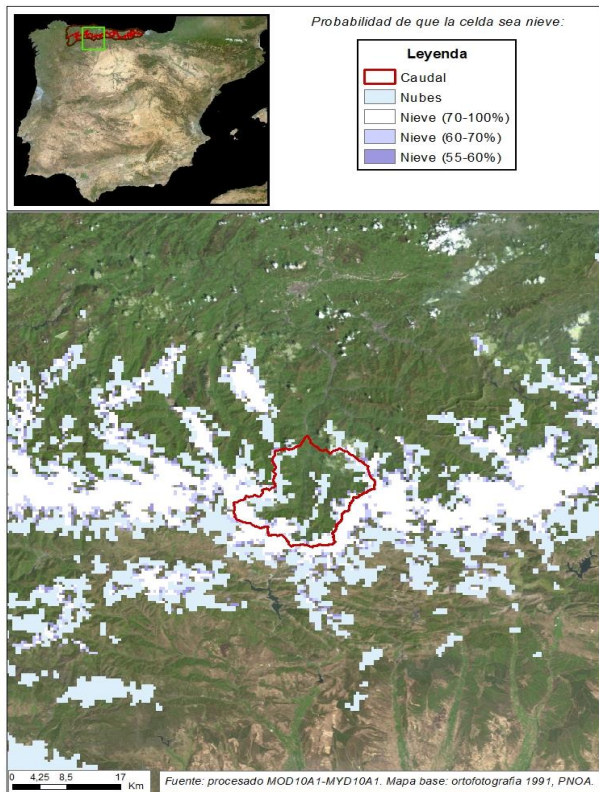 Probabilidad de que la celda sea nieve:
Leyenda
Caudal
Nubes
Nieve (70-100%)
Nieve (60-70%)
Nieve (55-60%)
0 4,25 8,5 17
Km
Fuente: procesado MOD10A1-MYD10A1. Mapa base: ortofotografia 1991, PNOA.